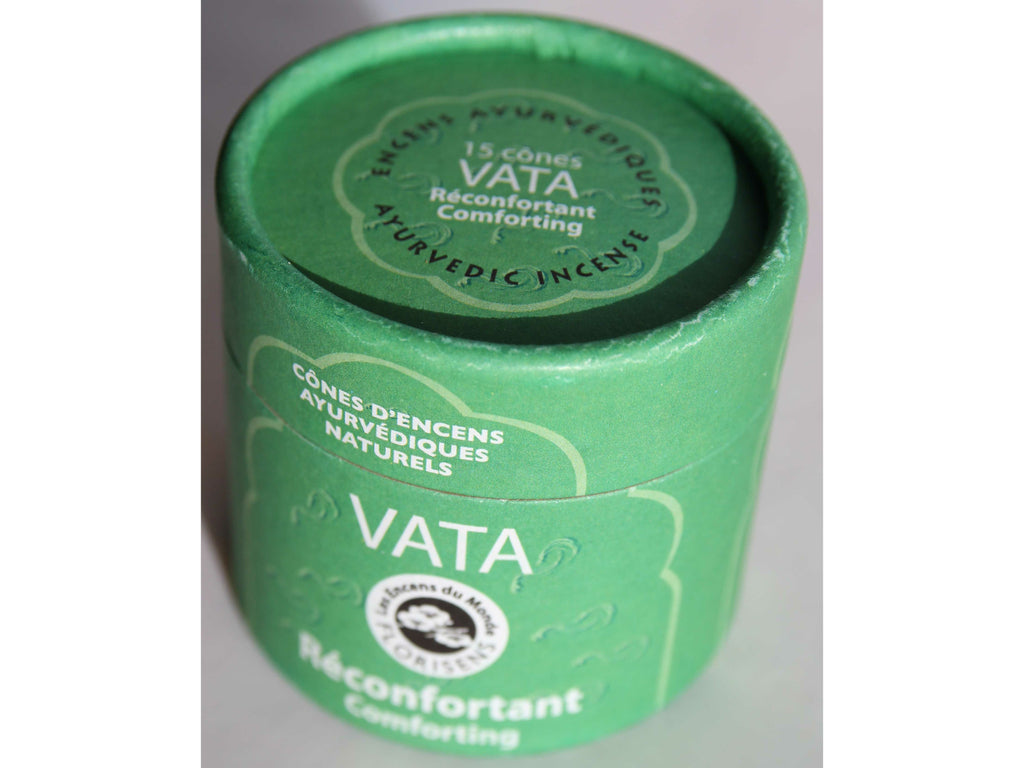 ENCENS AYURVÉDIQUES
15 cônes
VATA
Réconfortant
Comforting
AYURVEDIC INCENSE
CÔNES D'ENCENS
AYURVÉDIQUES
NATURELS
VATA
Les Encens du Monde
FLORISENS
Réconfortant
Comforting